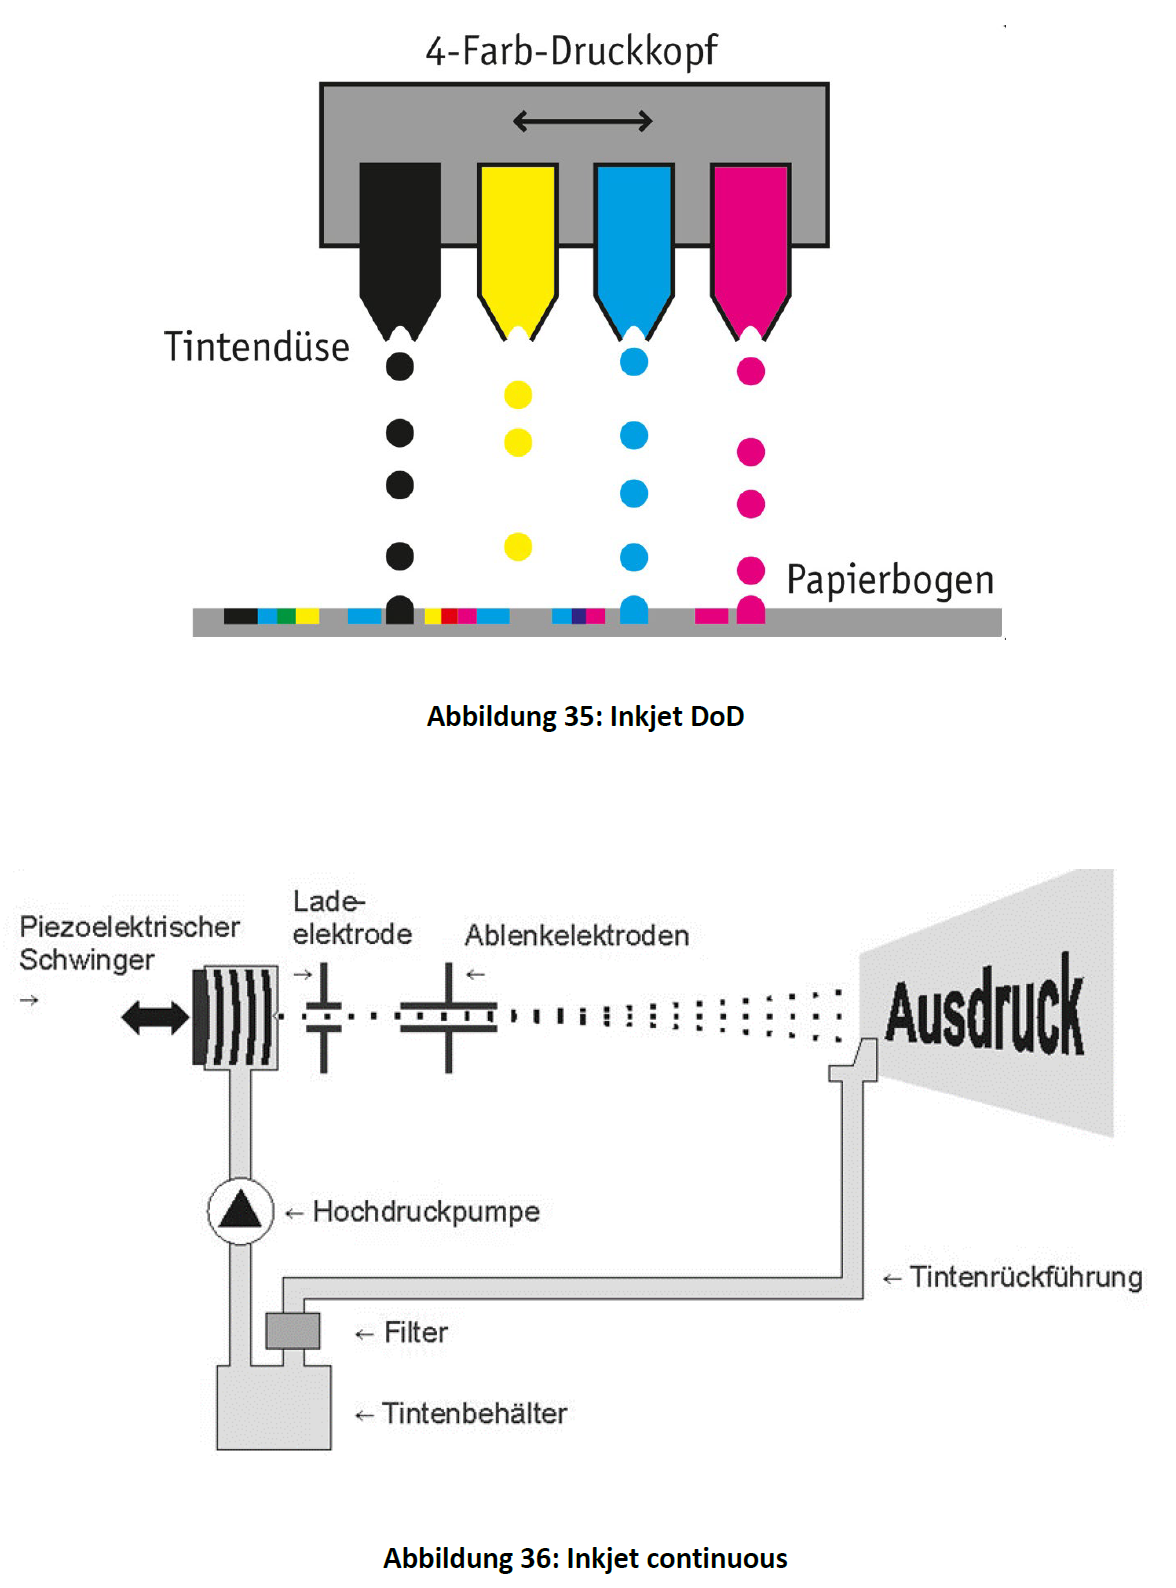 4-Farb-Druckkopf
Tintendüse
Papierbogen
Abbildung 35: Inkjet DoD
Piezoelektrischer
Schwinger
→
Lade-
elektrode
→
Ablenkelektroden
←
Ausdruck
← Hochdruckpumpe
← Tintenrückführung
← Filter
← Tintenbehälter
Abbildung 36: Inkjet continuous